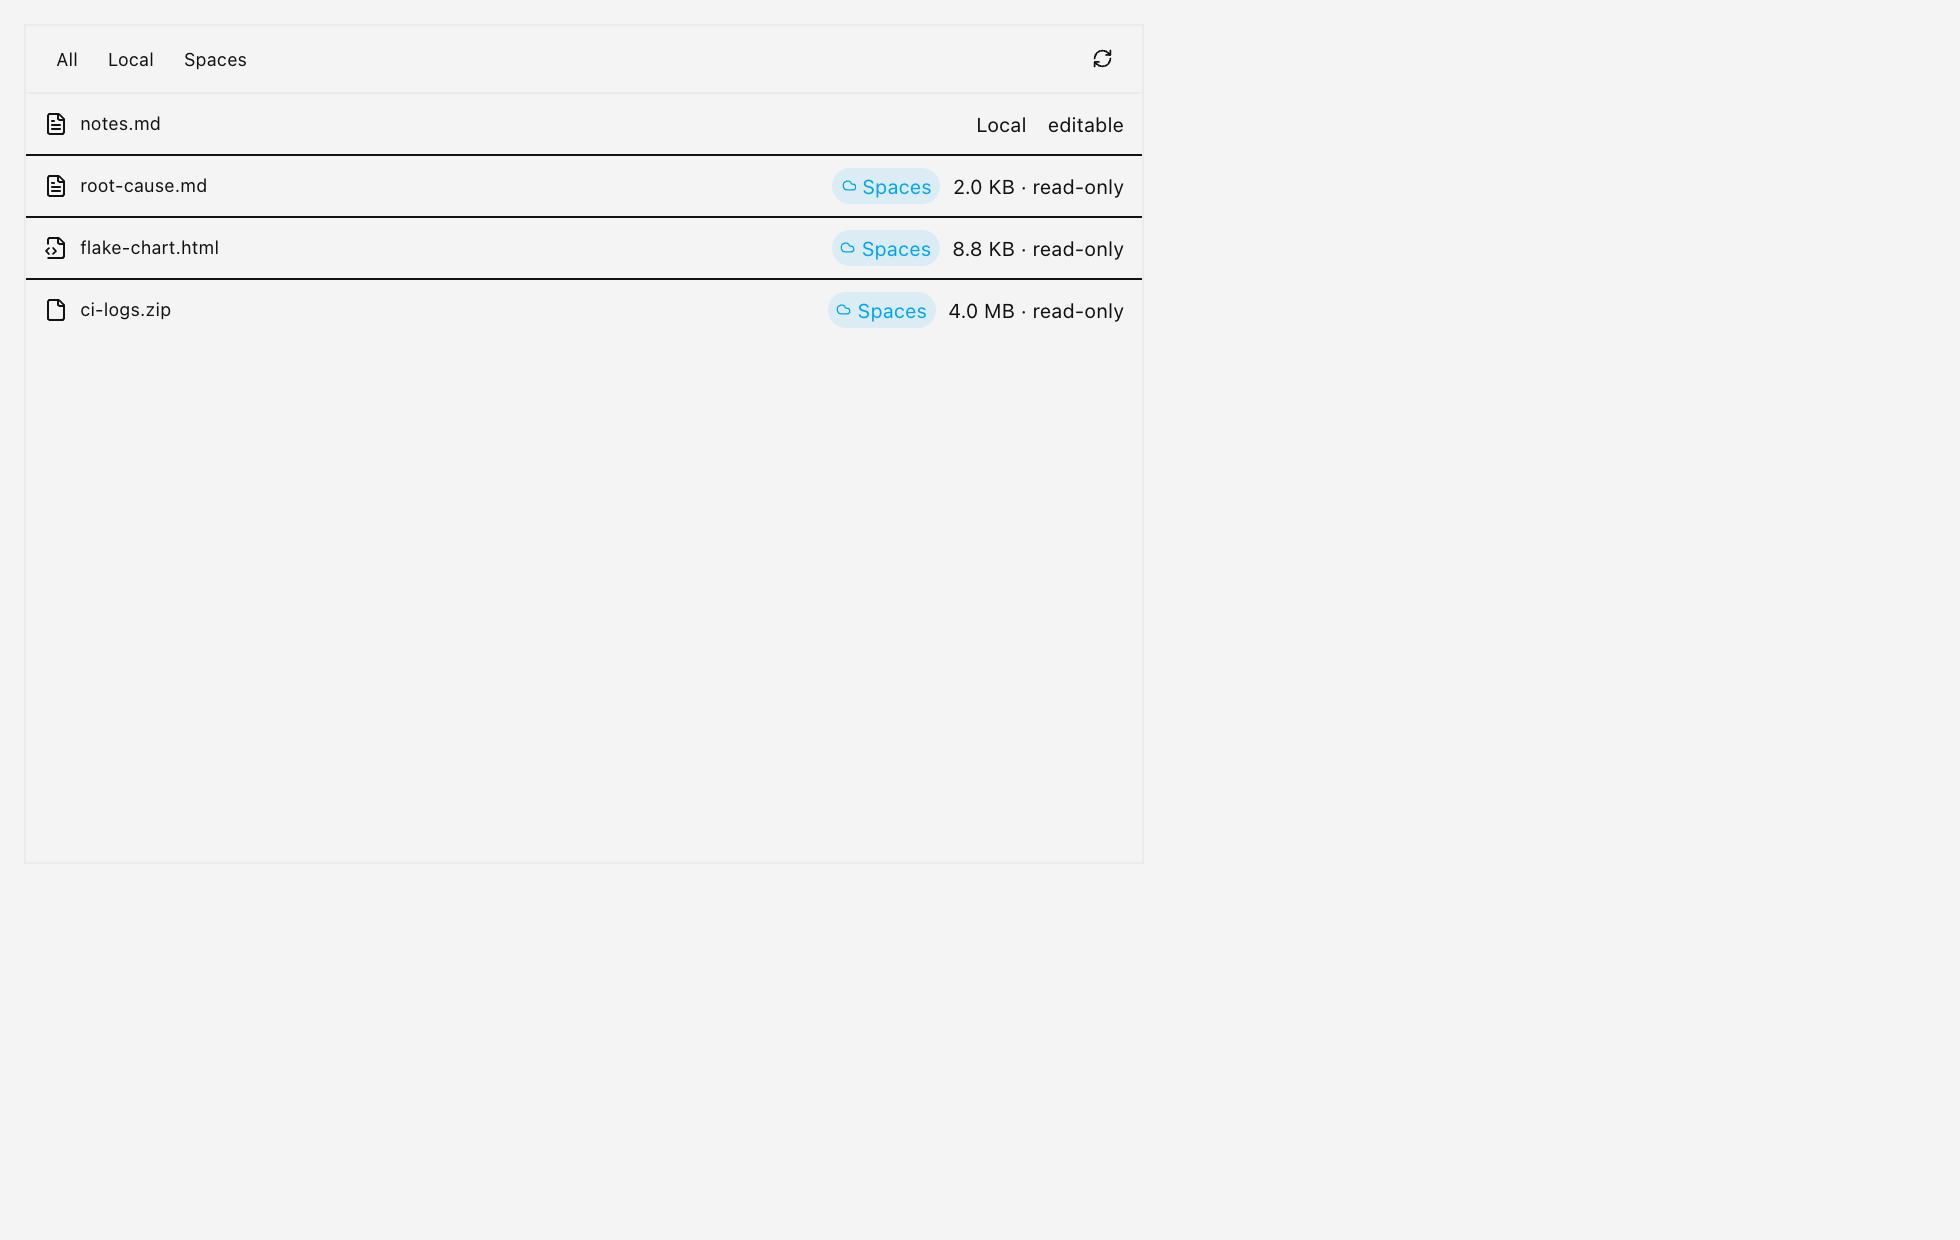 All Local Spaces
notes.md Local editable
root-cause.md Spaces 2.0 KB · read-only
flake-chart.html Spaces 8.8 KB · read-only
ci-logs.zip Spaces 4.0 MB · read-only